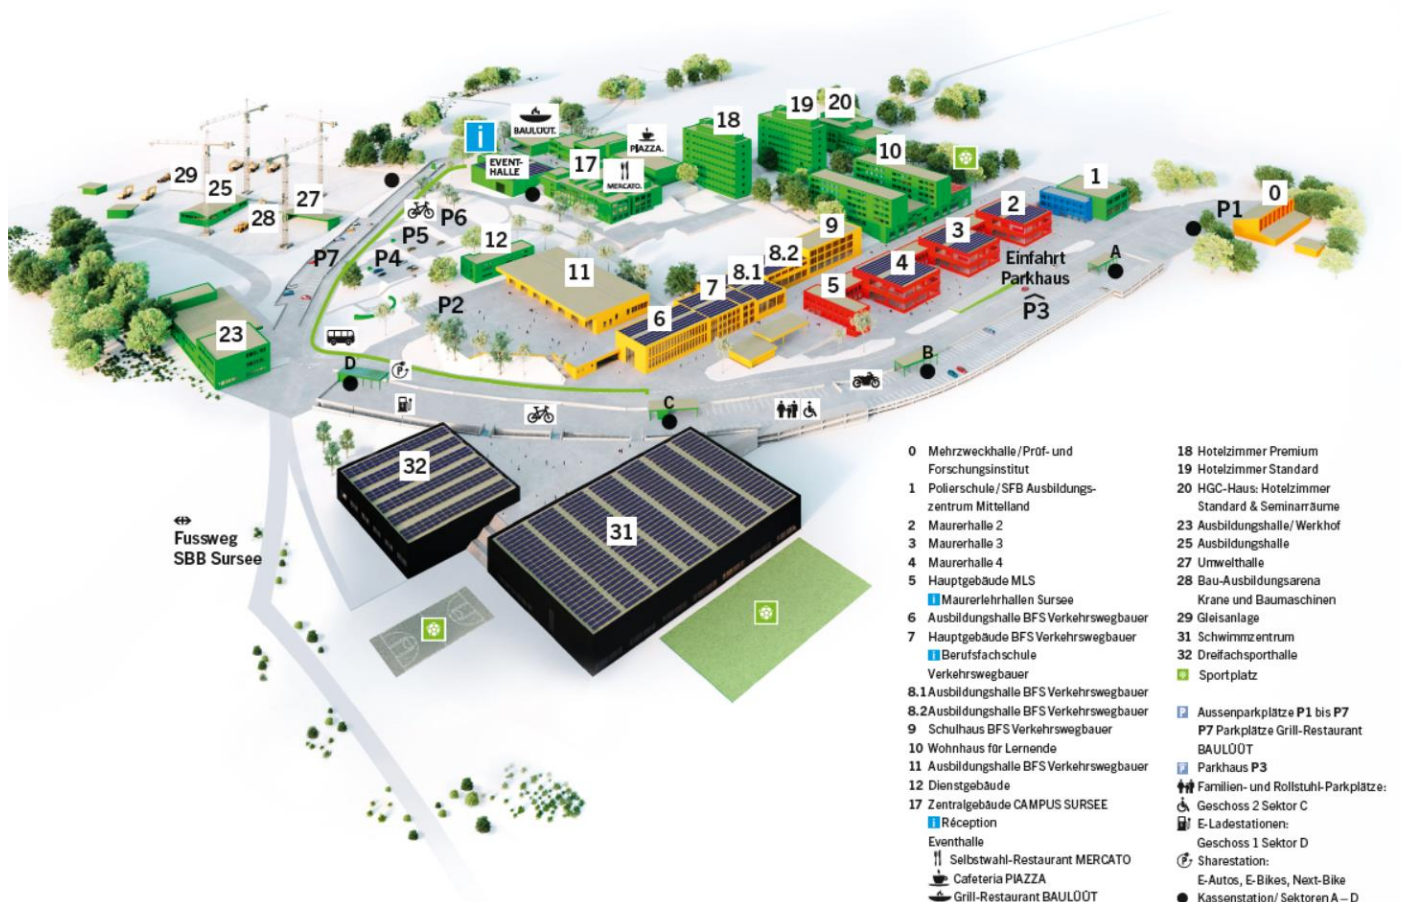 BAULÜÜT.
PIAZZA.
EVENT-
HALLE
MERCATO.
i
29
25
28
27
17
18
19
20
10
1
0
2
3
4
5
9
8.2
8.1
7
6
11
12
23
32
31
P7
P6
P5
P4
P2
P1
Einfahrt
Parkhaus
P3
A
B
C
D
P
Fussweg
SBB Sursee
0 Mehrzweckhalle/Prüf- und
Forschungsinstitut
1 Polierschule/SFB Ausbildungs-
zentrum Mittelland
2 Maurerhalle 2
3 Maurerhalle 3
4 Maurerhalle 4
5 Hauptgebäude MLS
i Maurerlehrhallen Sursee
6 Ausbildungshalle BFS Verkehrswegbauer
7 Hauptgebäude BFS Verkehrswegbauer
i Berufsfachschule
Verkehrswegbauer
8.1 Ausbildungshalle BFS Verkehrswegbauer
8.2 Ausbildungshalle BFS Verkehrswegbauer
9 Schulhaus BFS Verkehrswegbauer
10 Wohnhaus für Lernende
11 Ausbildungshalle BFS Verkehrswegbauer
12 Dienstgebäude
17 Zentralgebäude CAMPUS SURSEE
i Réception
Eventhalle
Selbstwahl-Restaurant MERCATO
Cafeteria PIAZZA
Grill-Restaurant BAULÜÜT
18 Hotelzimmer Premium
19 Hotelzimmer Standard
20 HGC-Haus: Hotelzimmer
Standard & Seminarräume
23 Ausbildungshalle/Werkhof
25 Ausbildungshalle
27 Umwelthalle
28 Bau-Ausbildungsarena
Krane und Baumaschinen
29 Gleisanlage
31 Schwimmzentrum
32 Dreifachsporthalle
Sportplatz
P Aussenparkplätze P1 bis P7
P7 Parkplätze Grill-Restaurant
BAULÜÜT
P Parkhaus P3
Familien- und Rollstuhl-Parkplätze:
Geschoss 2 Sektor C
E-Ladestationen:
Geschoss 1 Sektor D
P Sharestation:
E-Autos, E-Bikes, Next-Bike
Kassenstation/Sektoren A – D